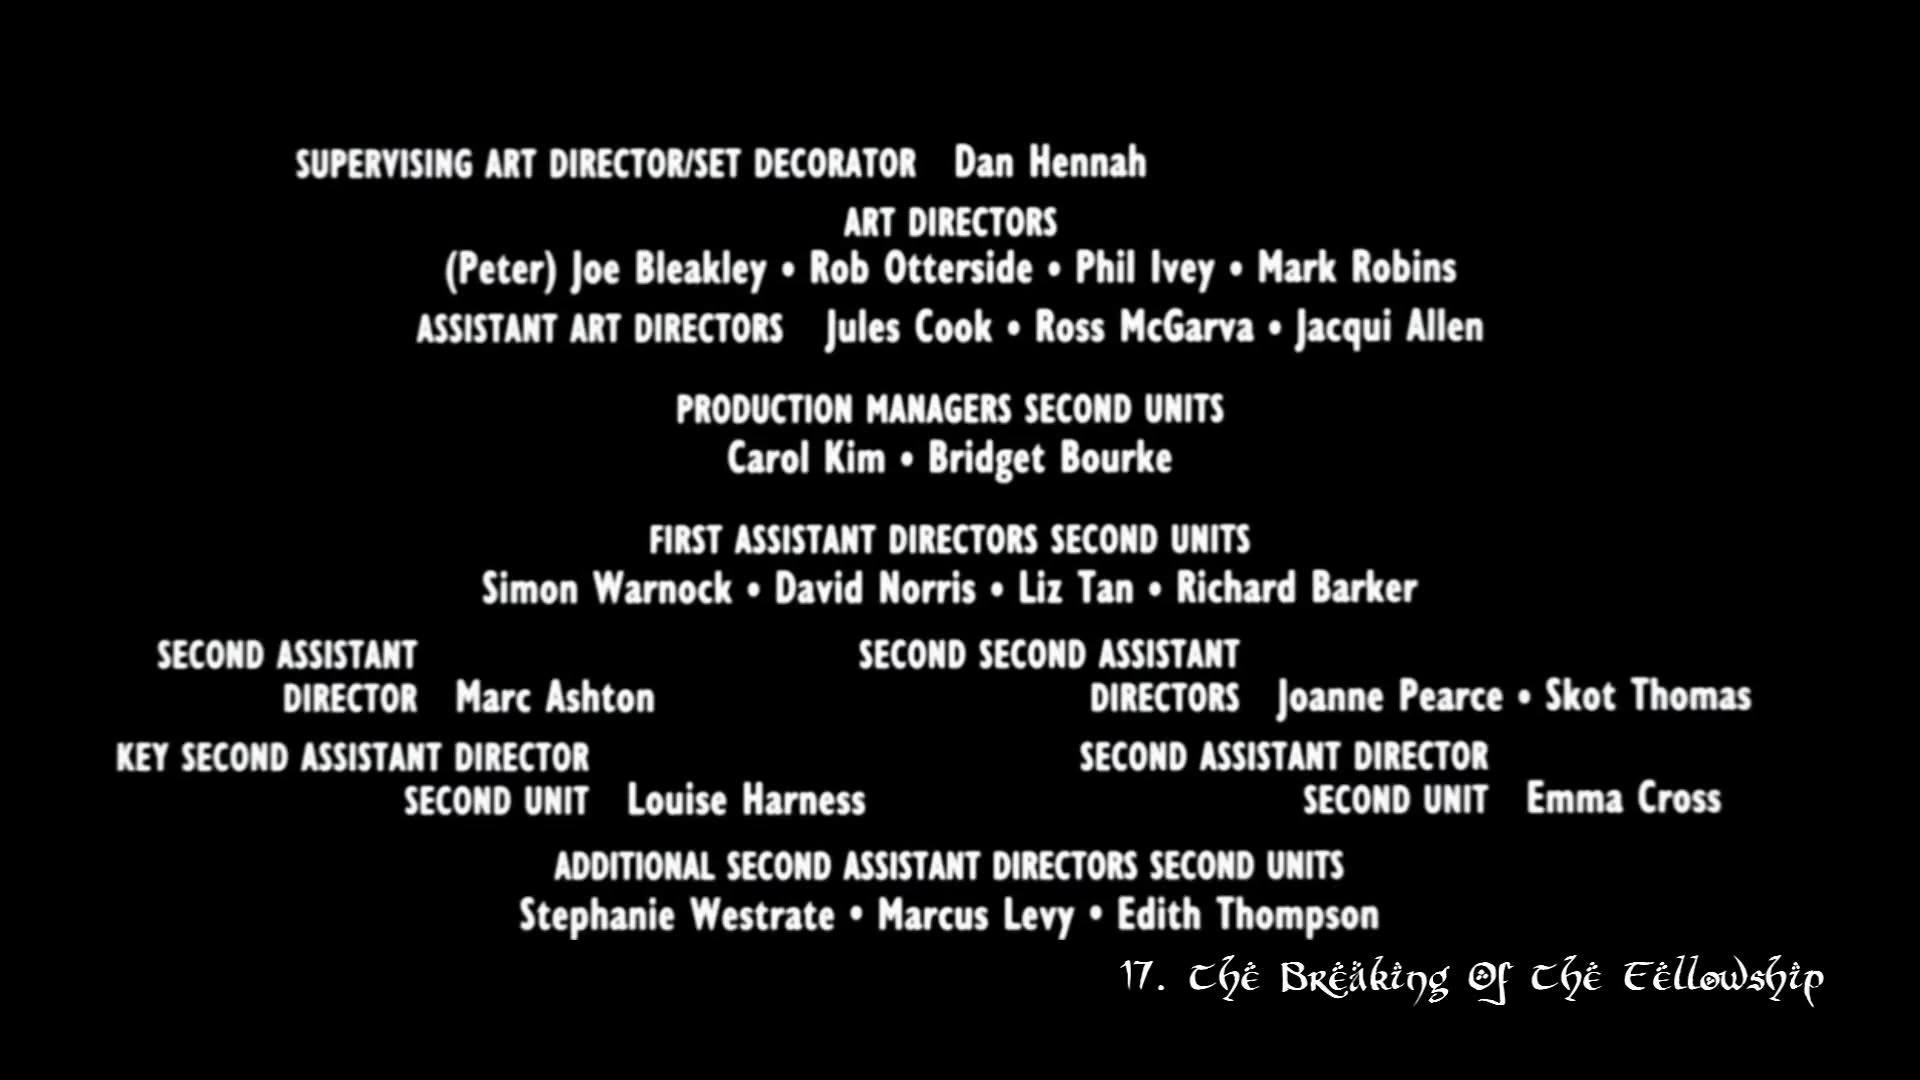 SUPERVISING ART DIRECTOR/SET DECORATOR Dan Hennah
ART DIRECTORS
(Peter) Joe Bleakley • Rob Otterside • Phil Ivey • Mark Robins
ASSISTANT ART DIRECTORS Jules Cook • Ross McGarva • Jacqui Allen
PRODUCTION MANAGERS SECOND UNITS
Carol Kim • Bridget Bourke
FIRST ASSISTANT DIRECTORS SECOND UNITS
Simon Warnock • David Norris • Liz Tan • Richard Barker
SECOND ASSISTANT
DIRECTOR Marc Ashton
SECOND SECOND ASSISTANT
DIRECTORS Joanne Pearce • Skot Thomas
KEY SECOND ASSISTANT DIRECTOR
SECOND UNIT Louise Harness
SECOND ASSISTANT DIRECTOR
SECOND UNIT Emma Cross
ADDITIONAL SECOND ASSISTANT DIRECTORS SECOND UNITS
Stephanie Westrate • Marcus Levy • Edith Thompson
17. The Breaking Of The Fellowship